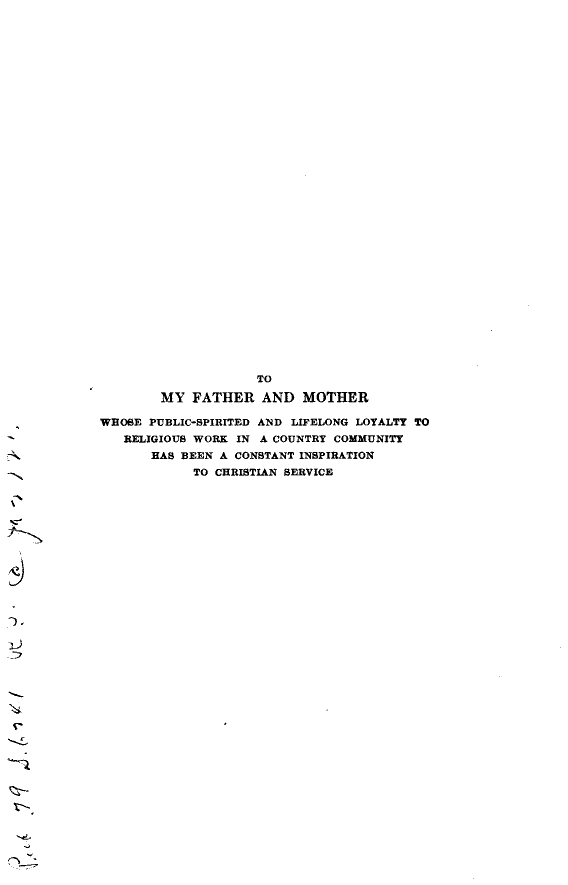 TO
MY FATHER AND MOTHER
WHOSE PUBLIC-SPIRITED AND LIFELONG LOYALTY TO
RELIGIOUS WORK IN A COUNTRY COMMUNITY
HAS BEEN A CONSTANT INSPIRATION
TO CHRISTIAN SERVICE